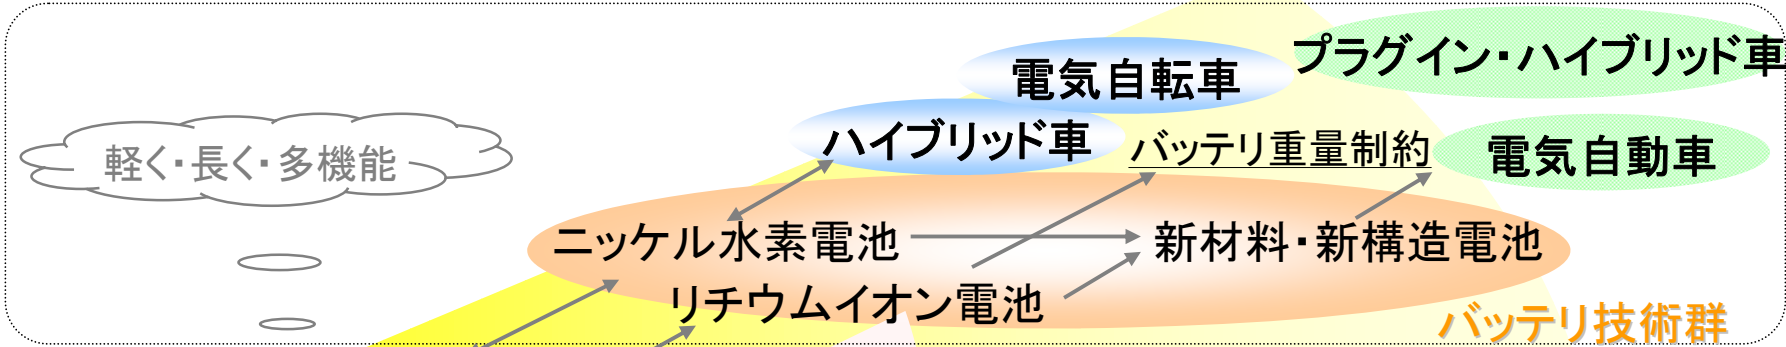 プラグイン・ハイブリッド車
電気自転車
ハイブリッド車
バッテリ重量制約
電気自動車
軽く・長く・多機能
ニッケル水素電池
新材料・新構造電池
リチウムイオン電池
バッテリ技術群